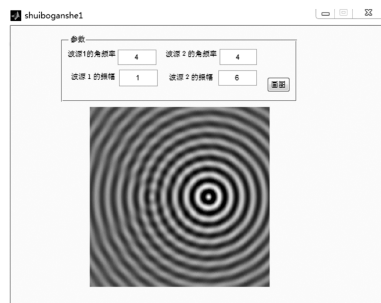 shuiboganshe1
参数
波源1的角频率 4 波源 2 的角频率 4
波源 1 的振幅 1 波源 2 的振幅 6
画图